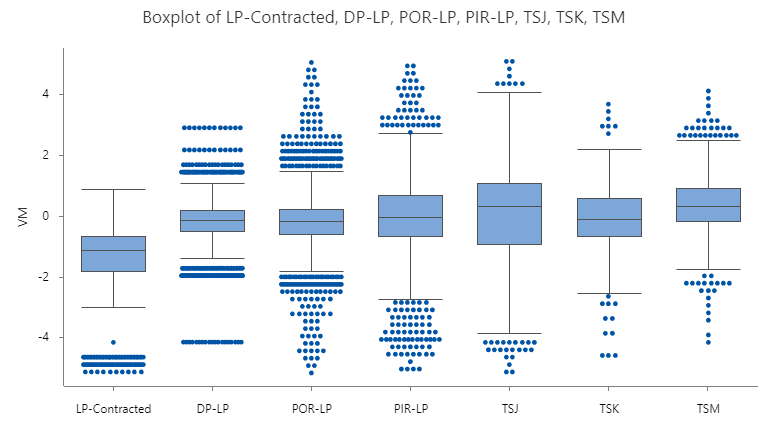 Boxplot of LP-Contracted, DP-LP, POR-LP, PIR-LP, TSJ, TSK, TSM
4
2
0
-2
-4
VM
LP-Contracted DP-LP POR-LP PIR-LP TSJ TSK TSM